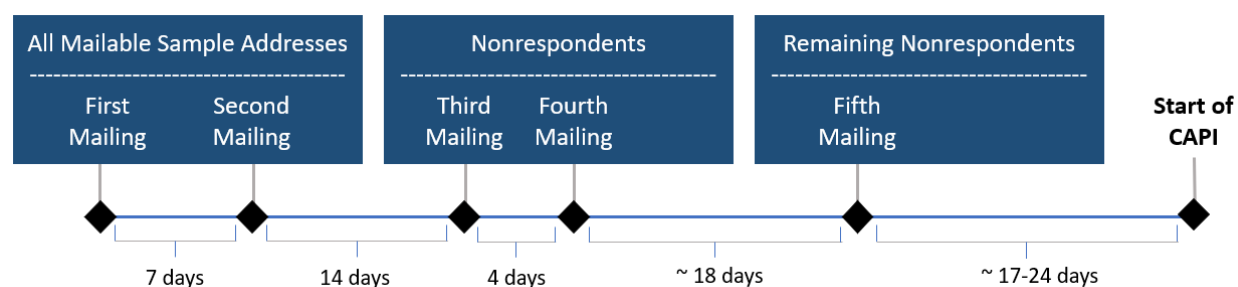 All Mailable Sample Addresses
First
Mailing
Second
Mailing
Nonrespondents
Third
Mailing
Fourth
Mailing
Remaining Nonrespondents
Fifth
Mailing
Start of
CAPI
7 days
14 days
4 days
~ 18 days
~ 17-24 days